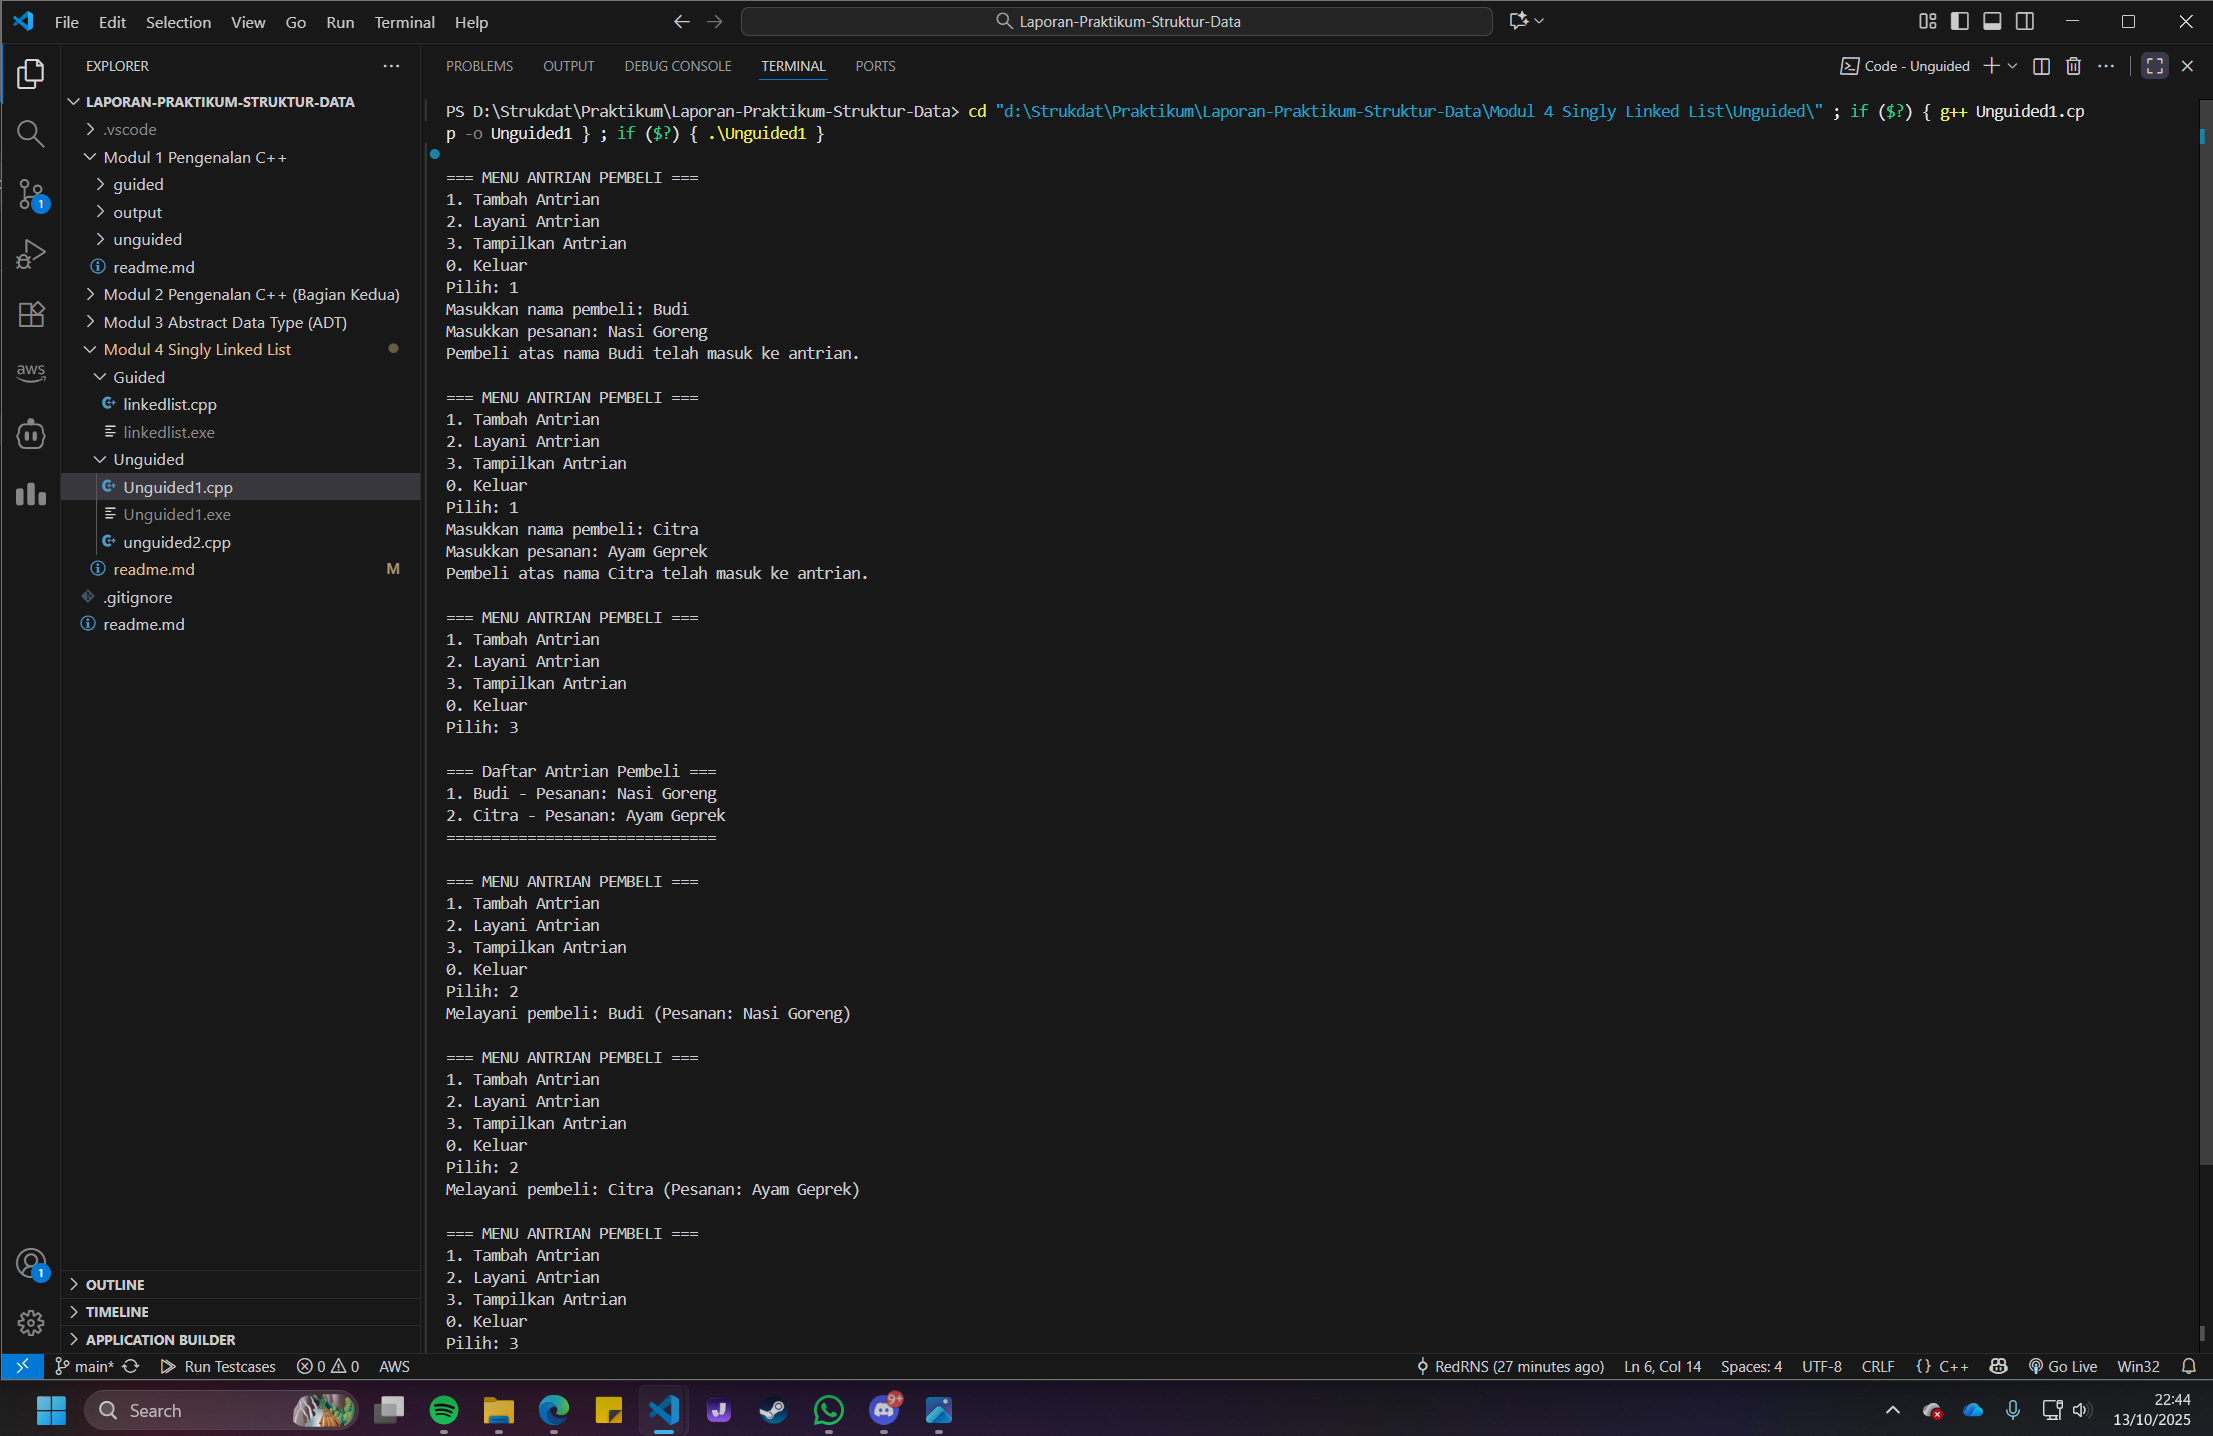 File Edit Selection View Go Run Terminal Help
Laporan-Praktikum-Struktur-Data
EXPLORER
LAPORAN-PRAKTIKUM-STRUKTUR-DATA
.vscode
Modul 1 Pengenalan C++
guided
output
unguided
readme.md
Modul 2 Pengenalan C++ (Bagian Kedua)
Modul 3 Abstract Data Type (ADT)
Modul 4 Singly Linked List
Guided
linkedlist.cpp
linkedlist.exe
Unguided
Unguided1.cpp
Unguided1.exe
unguided2.cpp
readme.md M
.gitignore
readme.md
OUTLINE
TIMELINE
APPLICATION BUILDER
1
aws
1
PROBLEMS OUTPUT DEBUG CONSOLE TERMINAL PORTS
Code - Unguided
PS D:\Strukdat\Praktikum\Laporan-Praktikum-Struktur-Data> cd "d:\Strukdat\Praktikum\Laporan-Praktikum-Struktur-Data\Modul 4 Singly Linked List\Unguided\" ; if ($?) { g++ Unguided1.cp
p -o Unguided1 } ; if ($?) { .\Unguided1 }
=== MENU ANTRIAN PEMBELI ===
1. Tambah Antrian
2. Layani Antrian
3. Tampilkan Antrian
0. Keluar
Pilih: 1
Masukkan nama pembeli: Budi
Masukkan pesanan: Nasi Goreng
Pembeli atas nama Budi telah masuk ke antrian.
=== MENU ANTRIAN PEMBELI ===
1. Tambah Antrian
2. Layani Antrian
3. Tampilkan Antrian
0. Keluar
Pilih: 1
Masukkan nama pembeli: Citra
Masukkan pesanan: Ayam Geprek
Pembeli atas nama Citra telah masuk ke antrian.
=== MENU ANTRIAN PEMBELI ===
1. Tambah Antrian
2. Layani Antrian
3. Tampilkan Antrian
0. Keluar
Pilih: 3
=== Daftar Antrian Pembeli ===
1. Budi - Pesanan: Nasi Goreng
2. Citra - Pesanan: Ayam Geprek
==============================
=== MENU ANTRIAN PEMBELI ===
1. Tambah Antrian
2. Layani Antrian
3. Tampilkan Antrian
0. Keluar
Pilih: 2
Melayani pembeli: Budi (Pesanan: Nasi Goreng)
=== MENU ANTRIAN PEMBELI ===
1. Tambah Antrian
2. Layani Antrian
3. Tampilkan Antrian
0. Keluar
Pilih: 2
Melayani pembeli: Citra (Pesanan: Ayam Geprek)
=== MENU ANTRIAN PEMBELI ===
1. Tambah Antrian
2. Layani Antrian
3. Tampilkan Antrian
0. Keluar
Pilih: 3
main* Run Testcases 0 0 AWS RedRNS (27 minutes ago) Ln 6, Col 14 Spaces: 4 UTF-8 CRLF {} C++ Go Live Win32
Search 9+ 22:44
13/10/2025